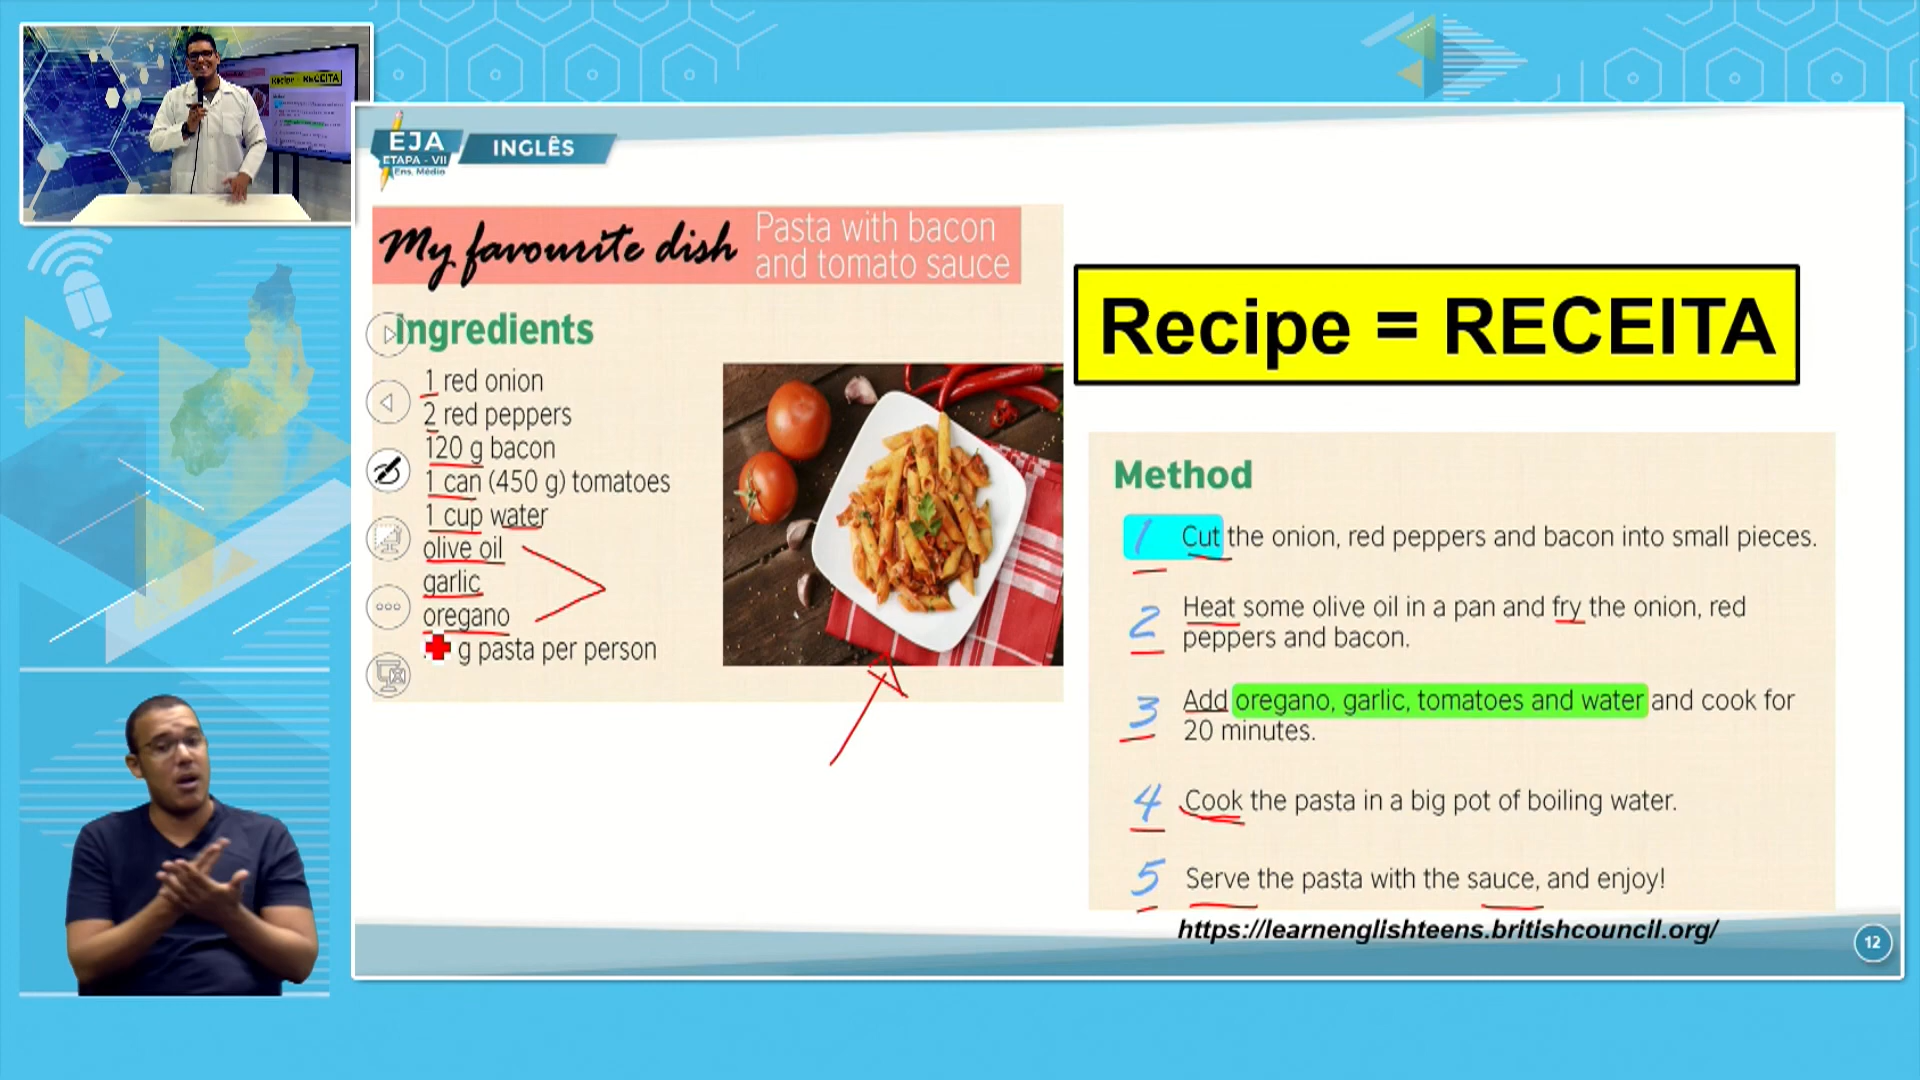 Recipe = RECEITA
EJA
ETAPA - VII
Ens. Médio
INGLÊS
My favourite dish
Pasta with bacon
and tomato sauce
Ingredients
1 red onion
2 red peppers
120 g bacon
1 can (450 g) tomatoes
1 cup water
olive oil
garlic
oregano
g pasta per person
Recipe = RECEITA
Method
1 Cut the onion, red peppers and bacon into small pieces.
2 Heat some olive oil in a pan and fry the onion, red
peppers and bacon.
3 Add oregano, garlic, tomatoes and water and cook for
20 minutes.
4 Cook the pasta in a big pot of boiling water.
5 Serve the pasta with the sauce, and enjoy!
https://learnenglishteens.britishcouncil.org/
12